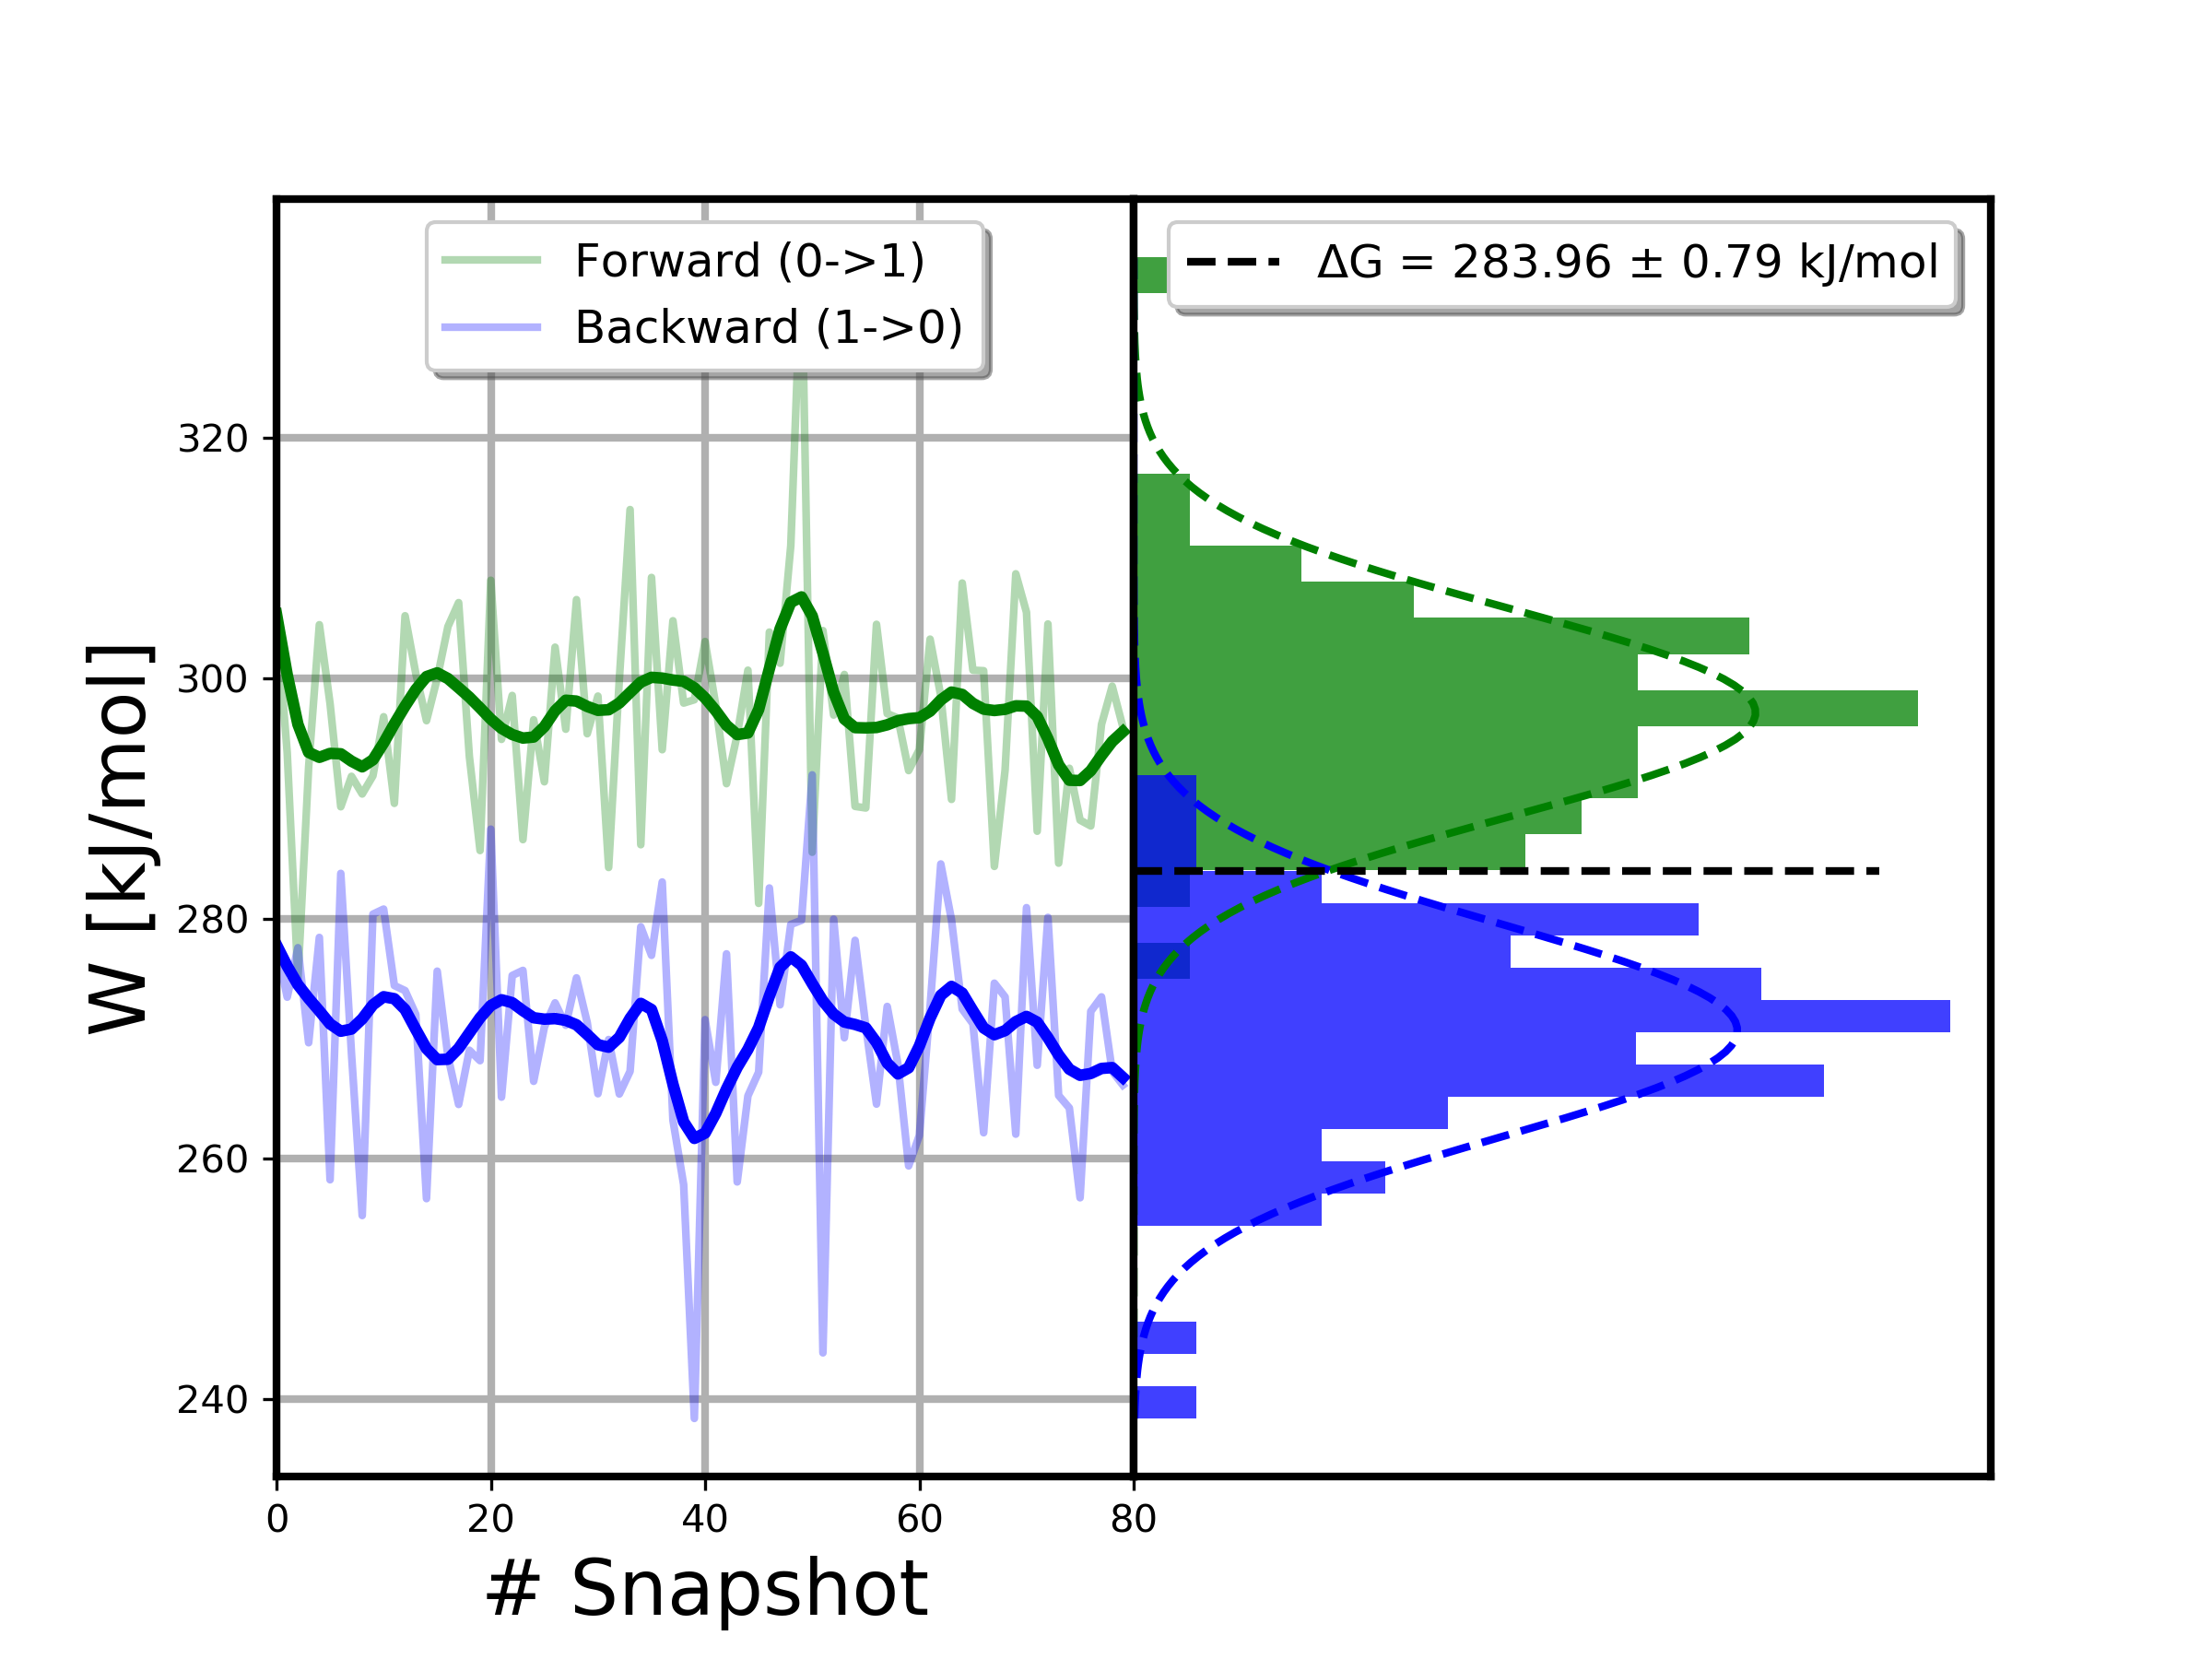 Forward (0->1)
Backward (1->0)
ΔG = 283.96 ± 0.79 kJ/mol
W [kJ/mol]
320
300
280
260
240
0 20 40 60 80
# Snapshot